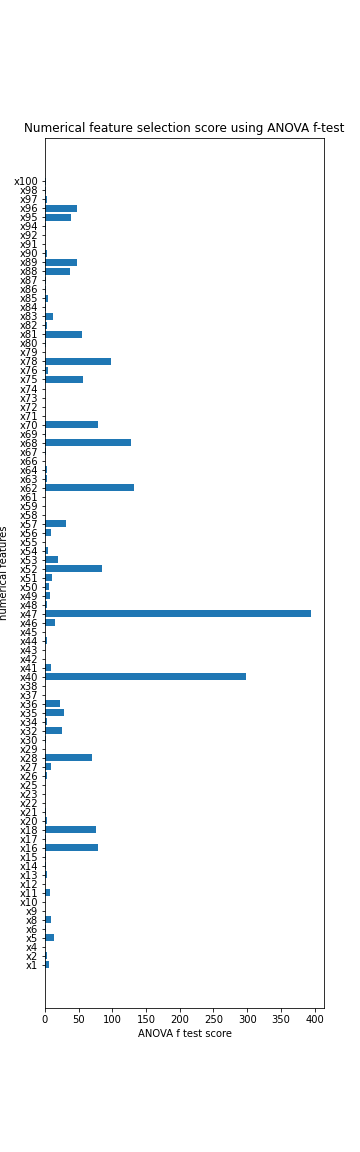 Numerical feature selection score using ANOVA f-test
x100
x98
x97
x96
x95
x94
x92
x91
x90
x89
x88
x87
x86
x85
x84
x83
x82
x81
x80
x79
x78
x76
x75
x74
x73
x72
x71
x70
x69
x68
x67
x66
x64
x63
x62
x61
x59
x58
x57
x56
x55
x54
x53
x52
x51
x50
x49
x48
x47
x46
x45
x44
x43
x42
x41
x40
x38
x37
x36
x35
x34
x32
x30
x29
x28
x27
x26
x25
x23
x22
x21
x20
x18
x17
x16
x15
x14
x13
x12
x11
x10
x9
x8
x6
x5
x4
x2
x1
numerical features
0 50 100 150 200 250 300 350 400
ANOVA f test score